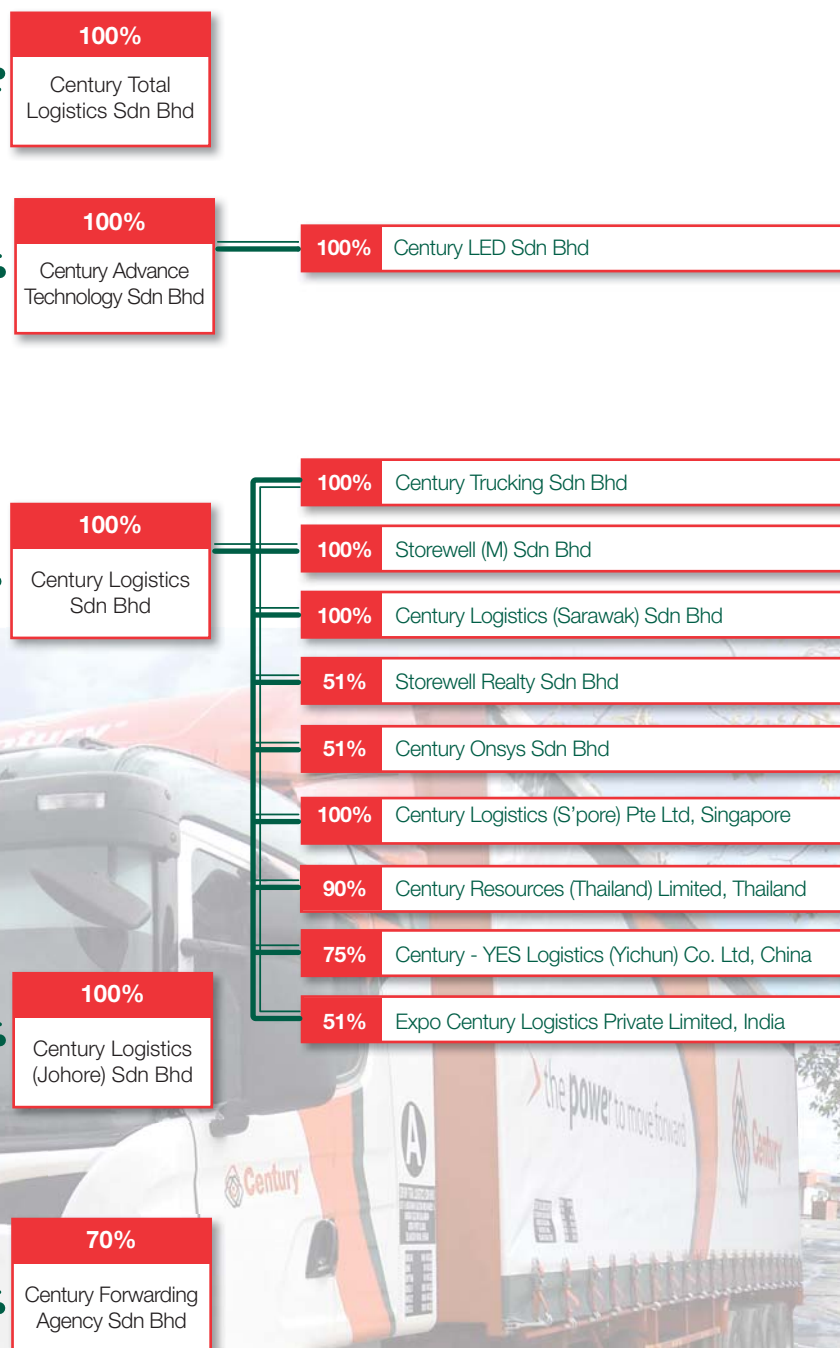 100%
Century Total
Logistics Sdn Bhd
100%
Century Advance
Technology Sdn Bhd
100% Century LED Sdn Bhd
100%
Century Logistics
Sdn Bhd
100% Century Trucking Sdn Bhd
100% Storewell (M) Sdn Bhd
100% Century Logistics (Sarawak) Sdn Bhd
51% Storewell Realty Sdn Bhd
51% Century Onsys Sdn Bhd
100% Century Logistics (S'pore) Pte Ltd, Singapore
90% Century Resources (Thailand) Limited, Thailand
75% Century - YES Logistics (Yichun) Co. Ltd, China
51% Expo Century Logistics Private Limited, India
100%
Century Logistics
(Johore) Sdn Bhd
the power to move forward
A
Century
Century
70%
Century Forwarding
Agency Sdn Bhd